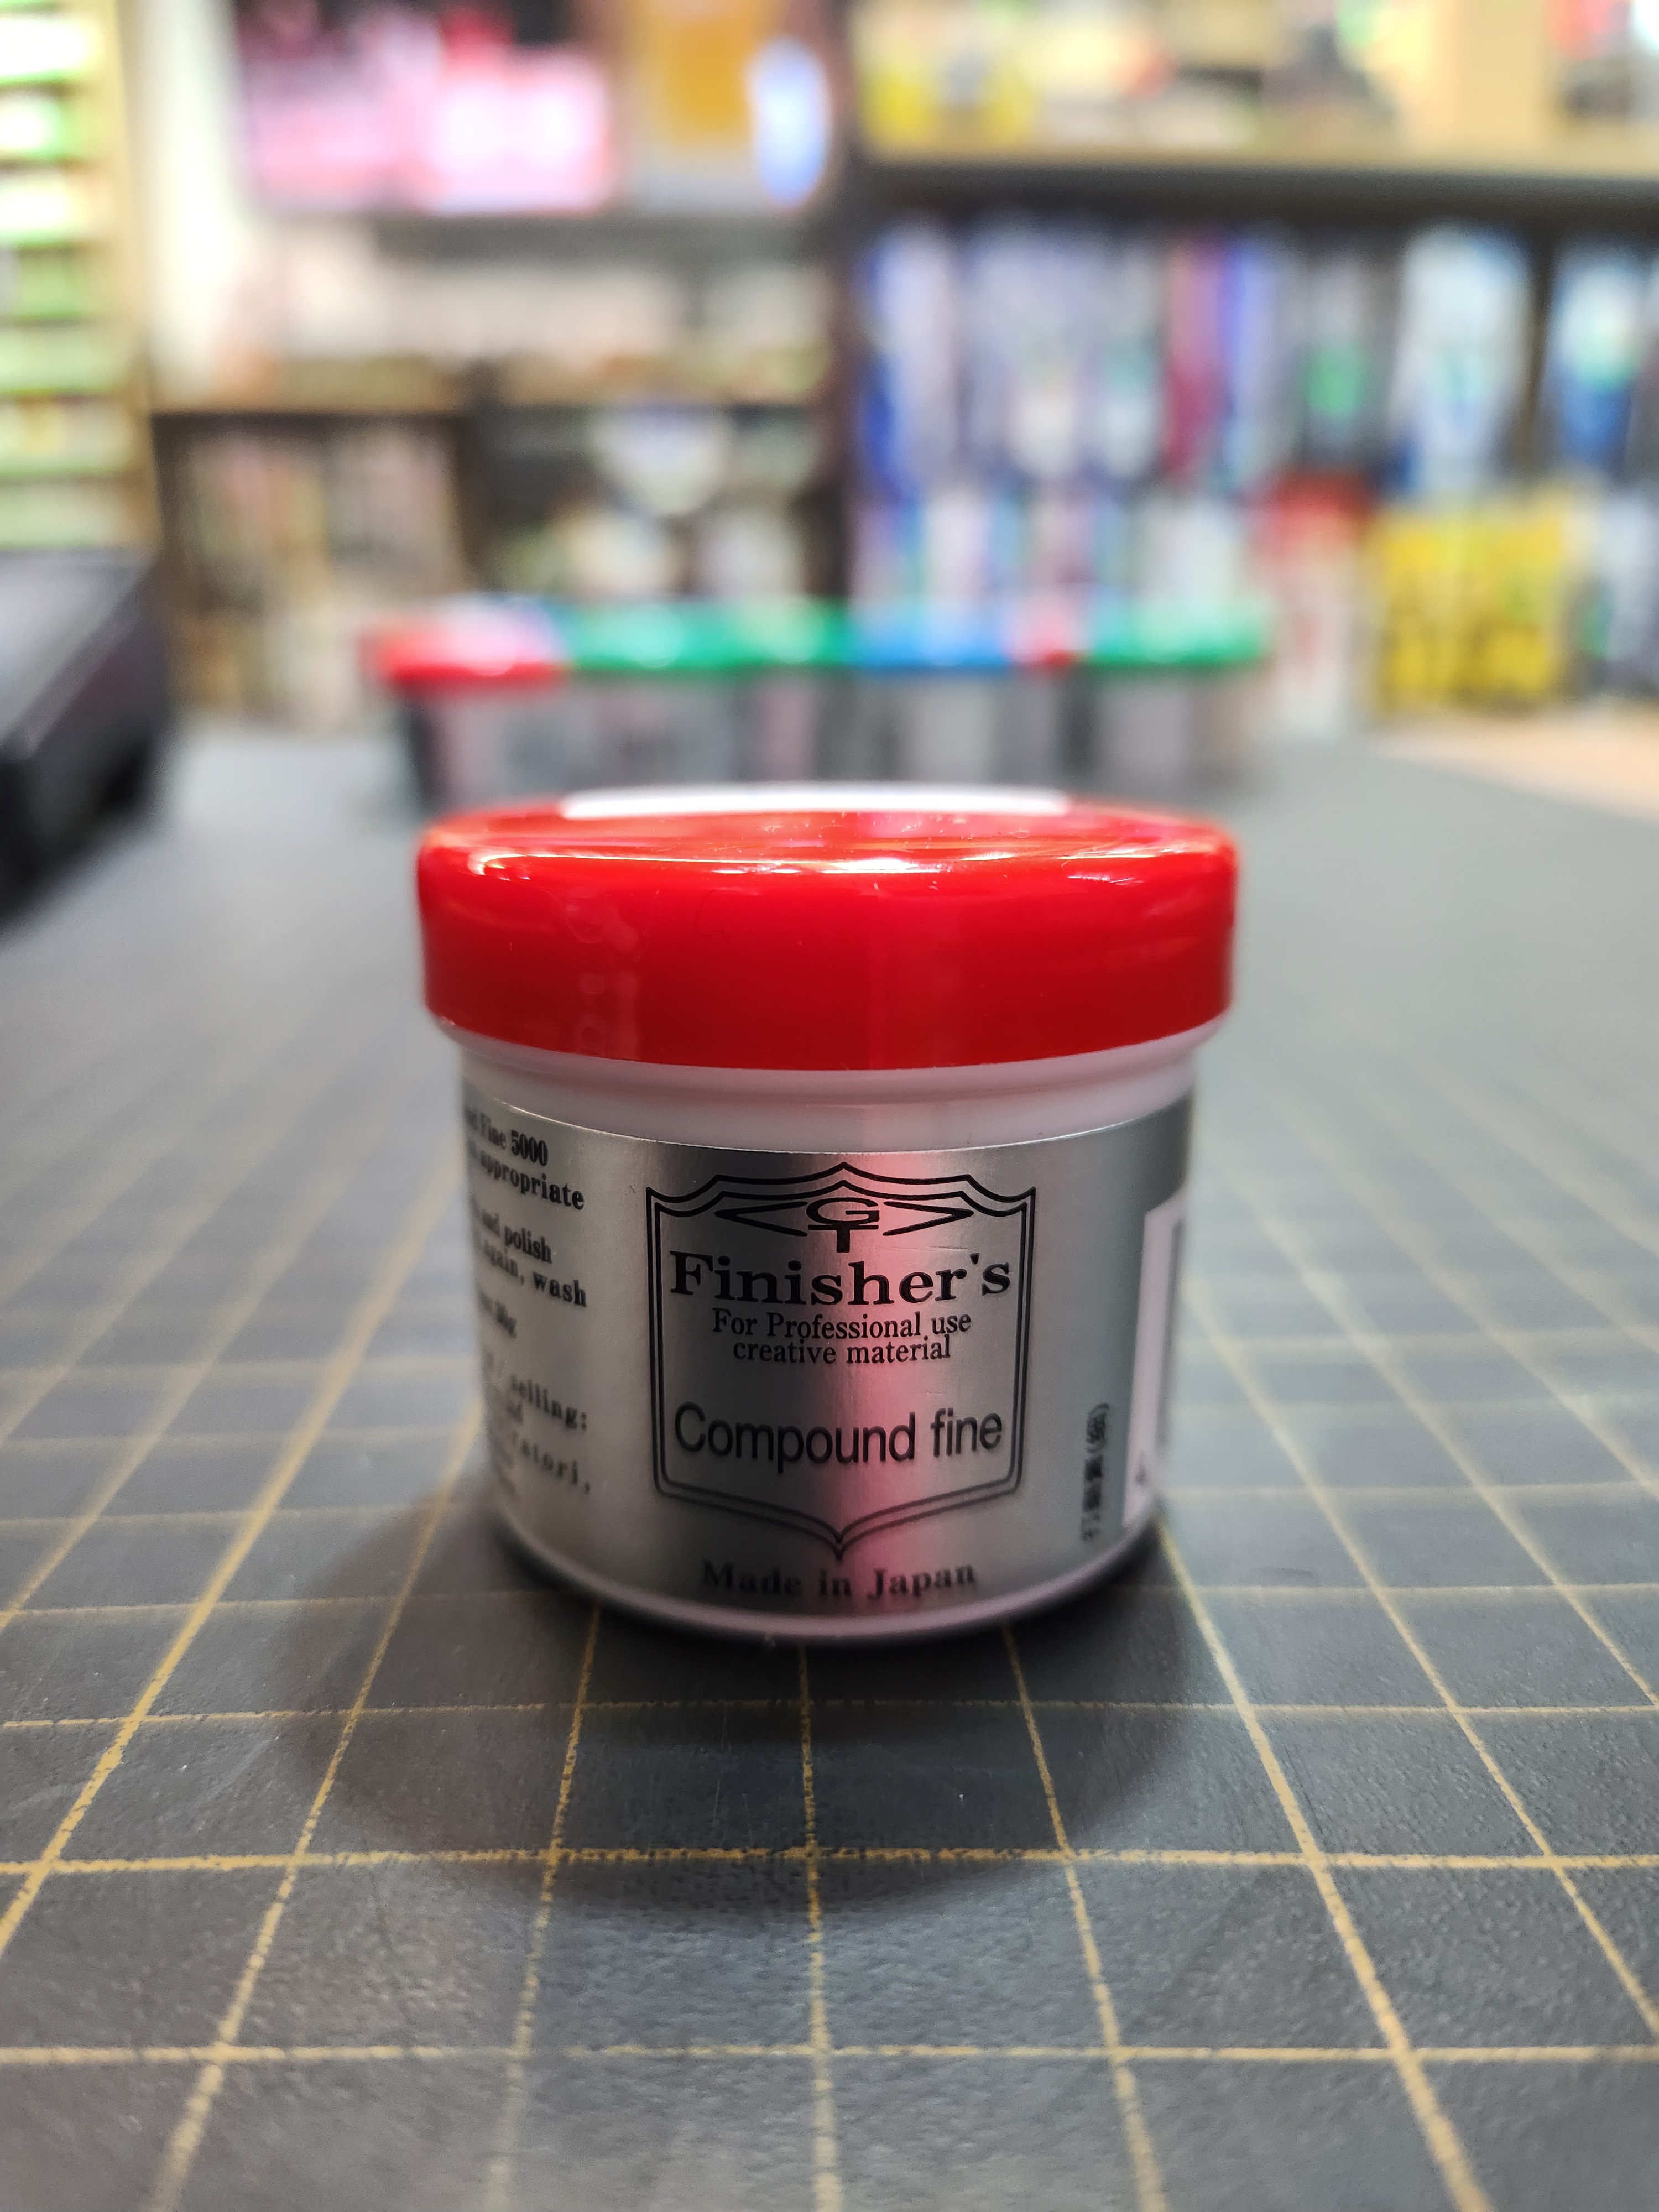 Fine 5000
appropriate
and polish
again, wash
selling:
GT
Finisher's
For Professional use
creative material
Compound fine
Made in Japan